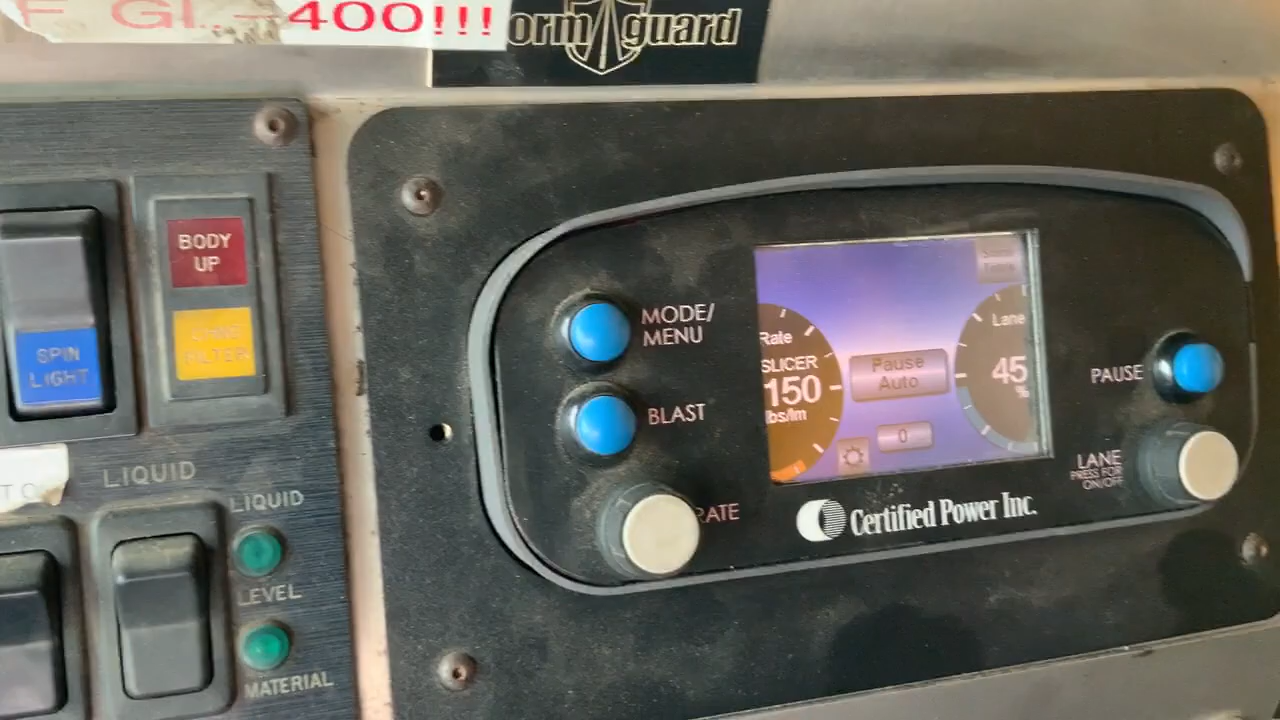 400!!!
orm guard
BODY
UP
SPIN
LIGHT
LIQUID
LIQUID
LEVEL
MATERIAL
MODE/
MENU
BLAST
RATE
Rate
SLICER
150
lbs/lm
Pause
Auto
0
Lane
45
%
PAUSE
LANE
PRESS FOR
ON/OFF
Certified Power Inc.